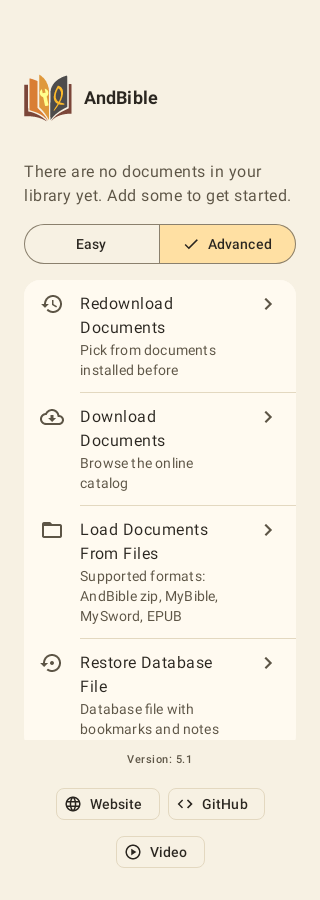 AndBible
There are no documents in your
library yet. Add some to get started.
Easy
Advanced
Redownload
Documents
Pick from documents
installed before
Download
Documents
Browse the online
catalog
Load Documents
From Files
Supported formats:
AndBible zip, MyBible,
MySword, EPUB
Restore Database
File
Database file with
bookmarks and notes
Version: 5.1
Website
GitHub
Video